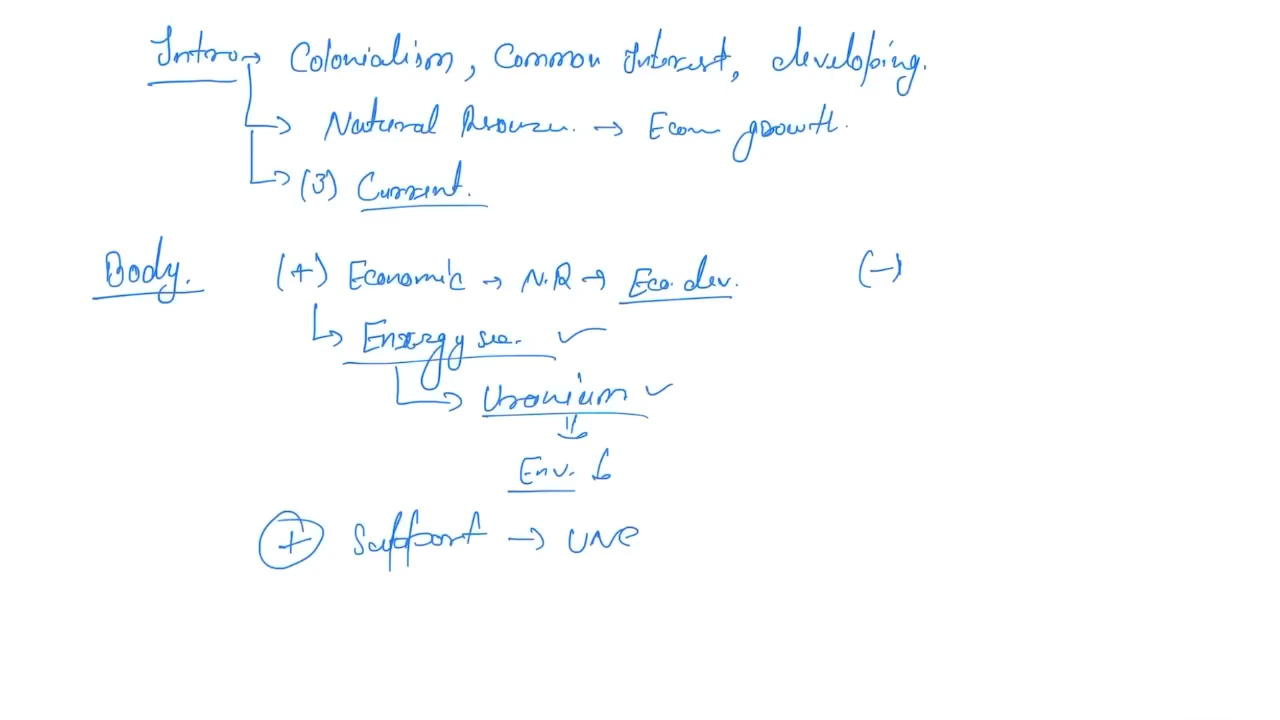 Intro → Colonialism, Common Interest, developing.
→ Natural Resource. → Econ growth.
→ (3) Current.
Body. (+) Economic → N.R → Eco. dev. (-)
→ Energy sec. ✓
→ Uranium ✓
Env.
+ Support → UNC